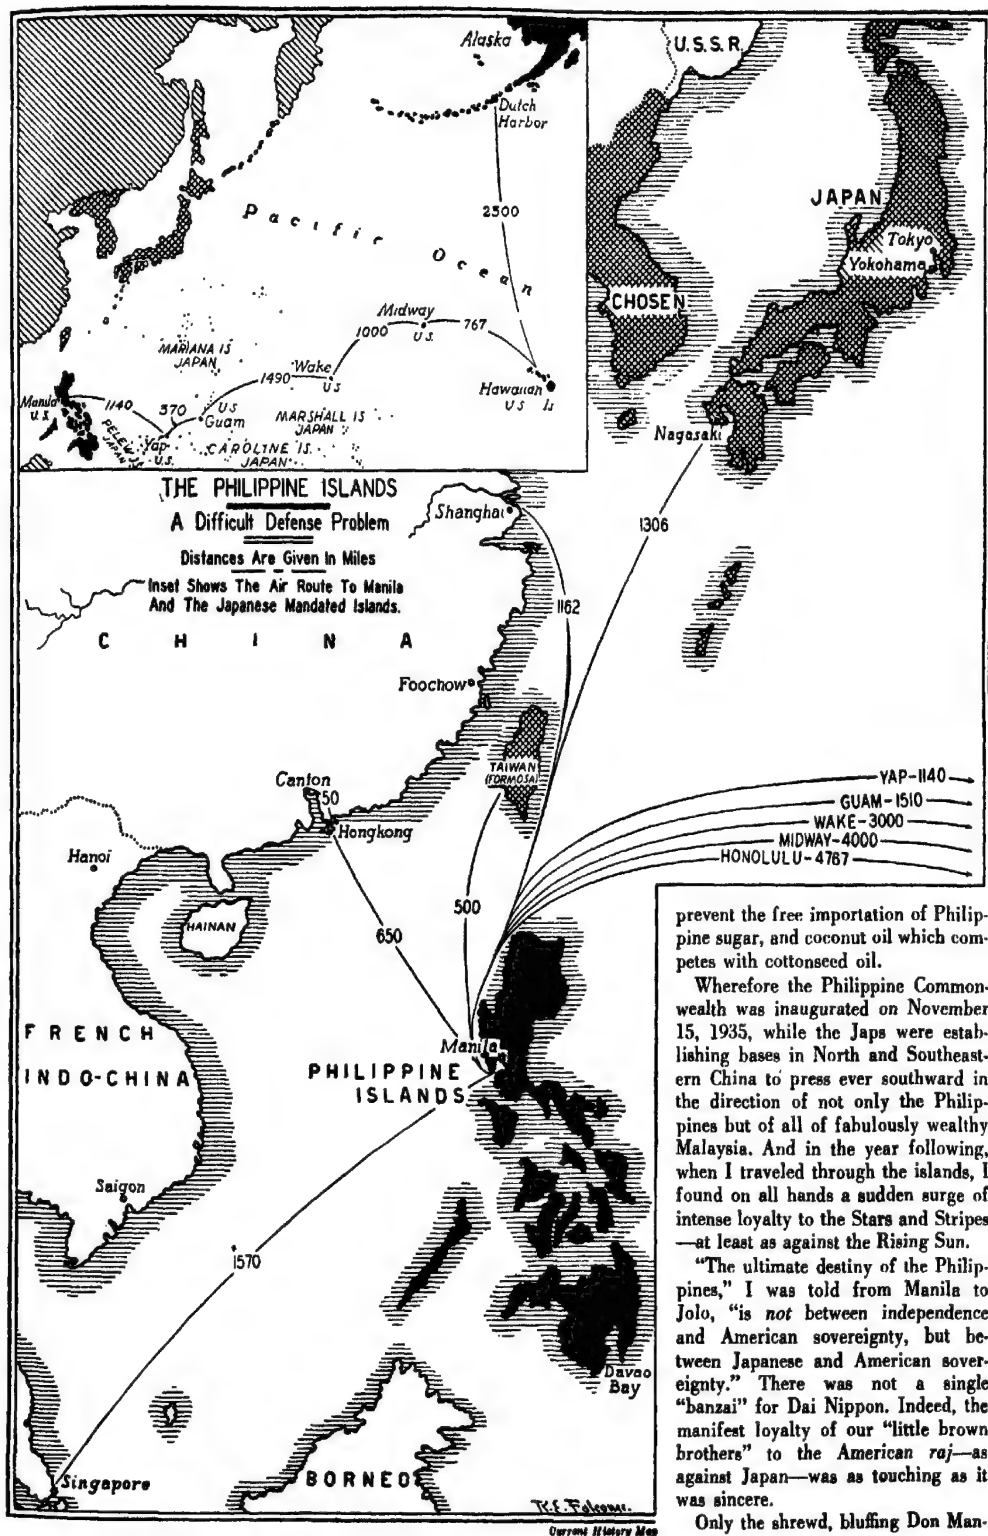 Alaska
Dutch
Harbor
2300
Pacific Ocean
Midway
U.S.
1000
767
MARIANA IS
JAPAN
Wake
U.S
1490
Hawaiian
U S Is
Manila
U.S.
1140
370
U S
Guam
MARSHALL IS
JAPAN
PELEW IS
JAPAN
Yap
U.S.
CAROLINE IS.
JAPAN
U.S.S.R.
JAPAN
Tokyo
Yokohama
CHOSEN
Nagasaki
THE PHILIPPINE ISLANDS
A Difficult Defense Problem
Distances Are Given In Miles
Inset Shows The Air Route To Manila
And The Japanese Mandated Islands.
Shanghai
1306
1162
CHINA
Foochow
TAIWAN
(FORMOSA)
Canton
50
Hongkong
Hanoi
HAINAN
YAP-1140
GUAM-1510
WAKE-3000
MIDWAY-4000
HONOLULU-4767
500
650
FRENCH
INDO-CHINA
Manila
PHILIPPINE
ISLANDS
Saigon
1570
Davao
Bay
Singapore
BORNEO
R.E. Falconer.
Current History Map
prevent the free importation of Philip-
pine sugar, and coconut oil which com-
petes with cottonseed oil.
Wherefore the Philippine Common-
wealth was inaugurated on November
15, 1935, while the Japs were estab-
lishing bases in North and Southeast-
ern China to press ever southward in
the direction of not only the Philip-
pines but of all of fabulously wealthy
Malaysia. And in the year following,
when I traveled through the islands, I
found on all hands a sudden surge of
intense loyalty to the Stars and Stripes
—at least as against the Rising Sun.
"The ultimate destiny of the Philip-
pines," I was told from Manila to
Jolo, "is not between independence
and American sovereignty, but be-
tween Japanese and American sover-
eignty." There was not a single
"banzai" for Dai Nippon. Indeed, the
manifest loyalty of our "little brown
brothers" to the American raj—as
against Japan—was as touching as it
was sincere.
Only the shrewd, bluffing Don Man-